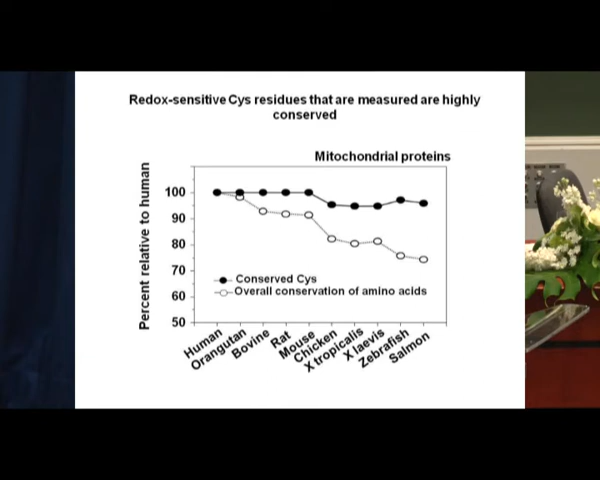 Redox-sensitive Cys residues that are measured are highly
conserved
Mitochondrial proteins
Percent relative to human
100
90
80
70
60
50
Conserved Cys
Overall conservation of amino acids
Human
Orangutan
Bovine
Rat
Mouse
Chicken
X tropicalis
X laevis
Zebrafish
Salmon